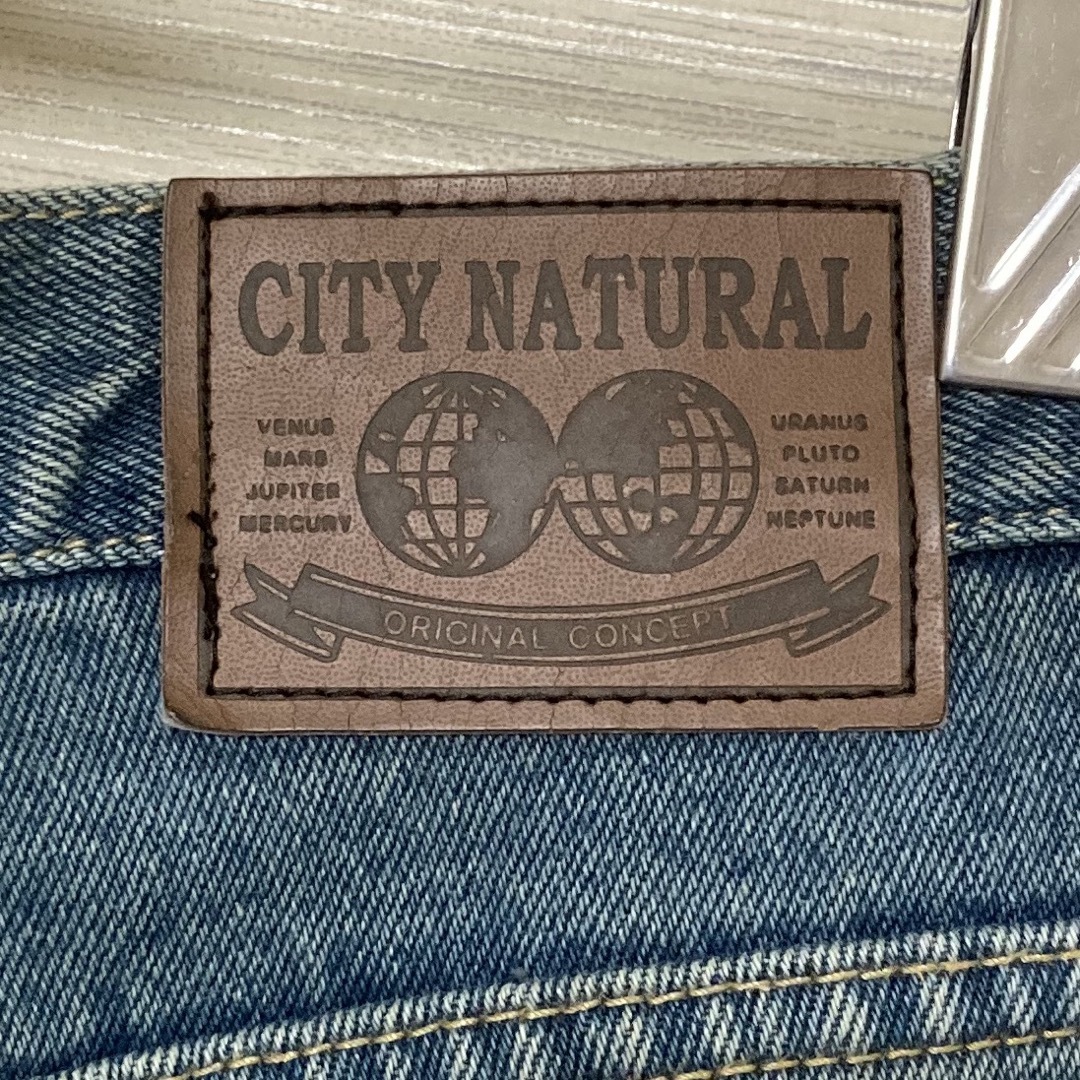 CITY NATURAL
VENUS
MARS
JUPITER
MERCURY
URANUS
PLUTO
SATURN
NEPTUNE
ORIGINAL CONCEPT